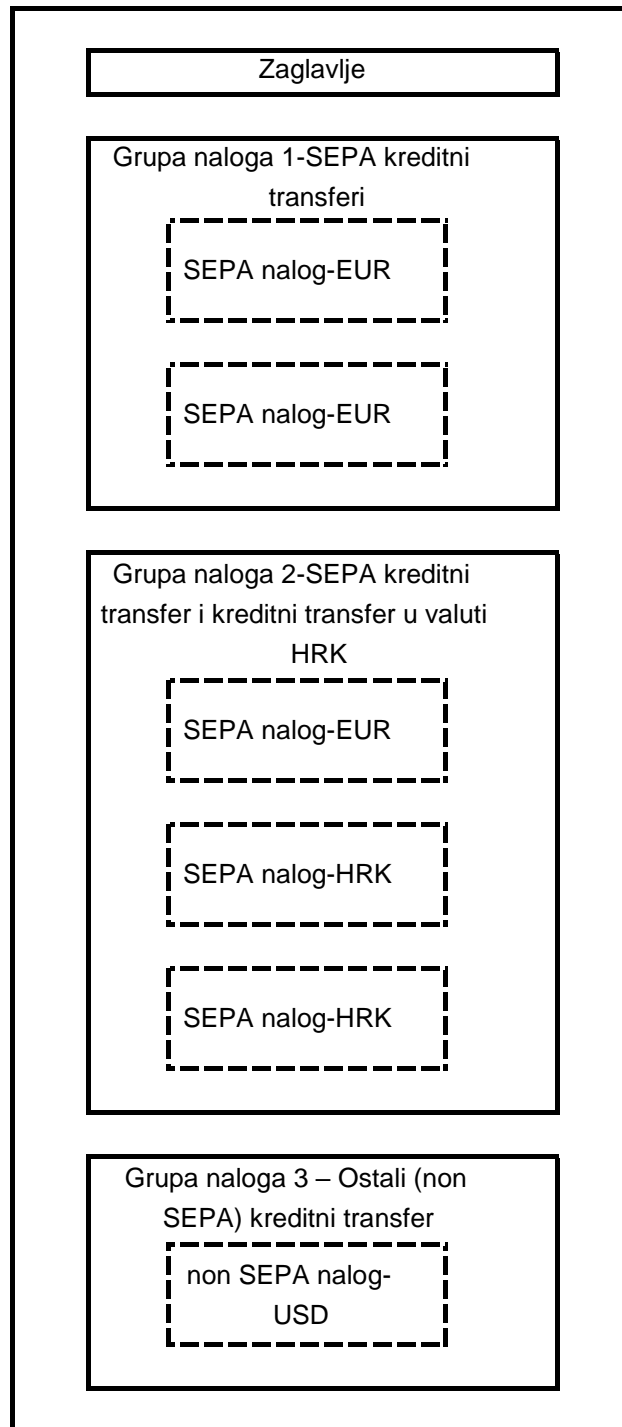 Zaglavlje
Grupa naloga 1-SEPA kreditni
transferi
SEPA nalog-EUR
SEPA nalog-EUR
Grupa naloga 2-SEPA kreditni
transfer i kreditni transfer u valuti
HRK
SEPA nalog-EUR
SEPA nalog-HRK
SEPA nalog-HRK
Grupa naloga 3 – Ostali (non
SEPA) kreditni transfer
non SEPA nalog-
USD